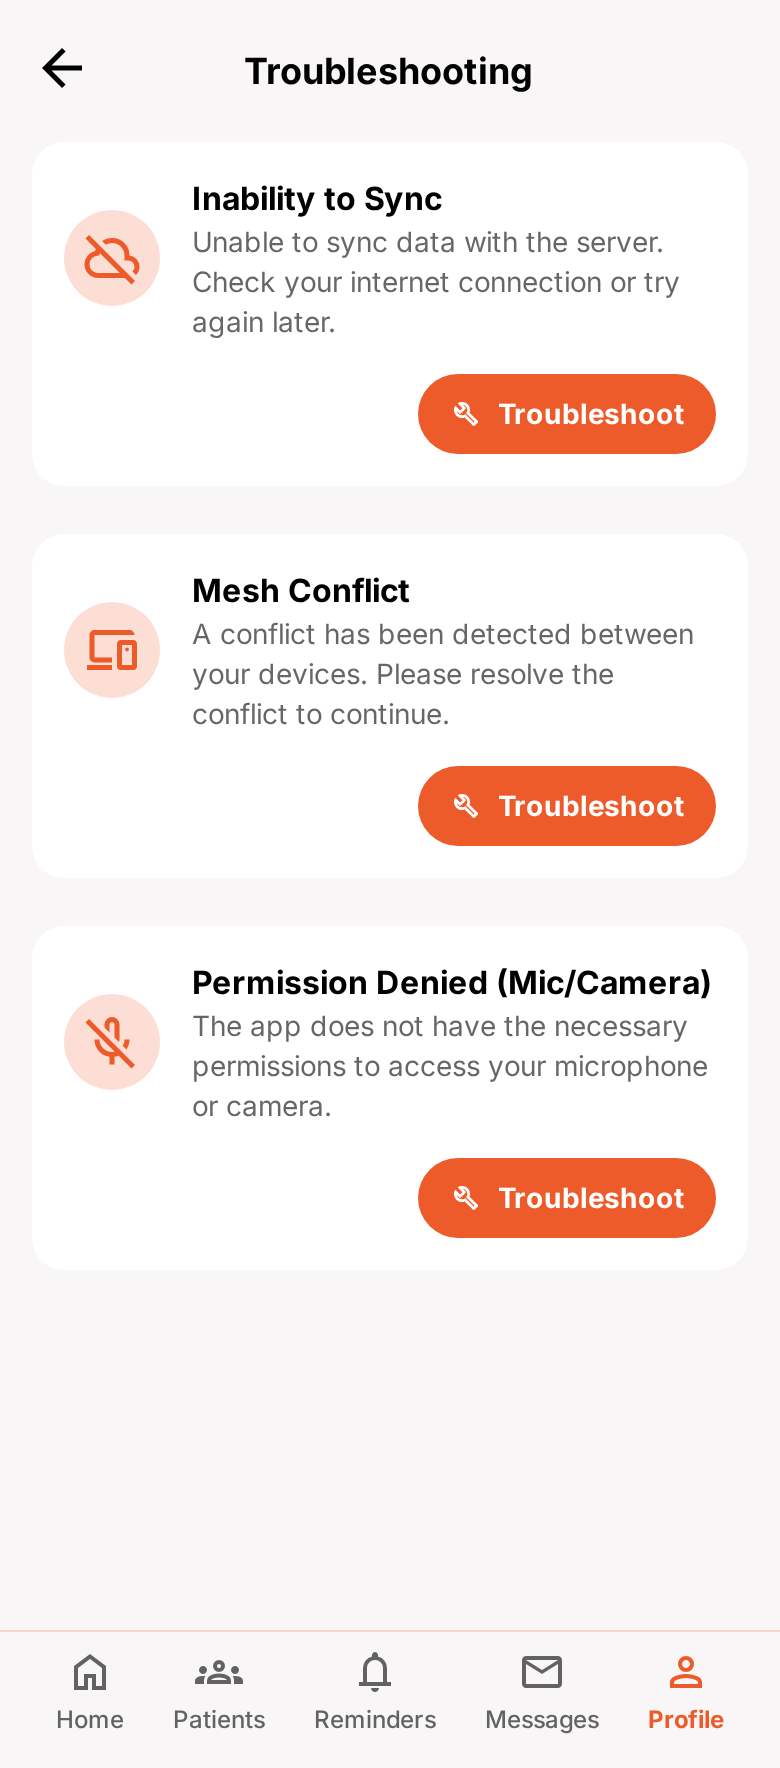 Troubleshooting
Inability to Sync
Unable to sync data with the server.
Check your internet connection or try
again later.
Troubleshoot
Mesh Conflict
A conflict has been detected between
your devices. Please resolve the
conflict to continue.
Troubleshoot
Permission Denied (Mic/Camera)
The app does not have the necessary
permissions to access your microphone
or camera.
Troubleshoot
Home Patients Reminders Messages Profile